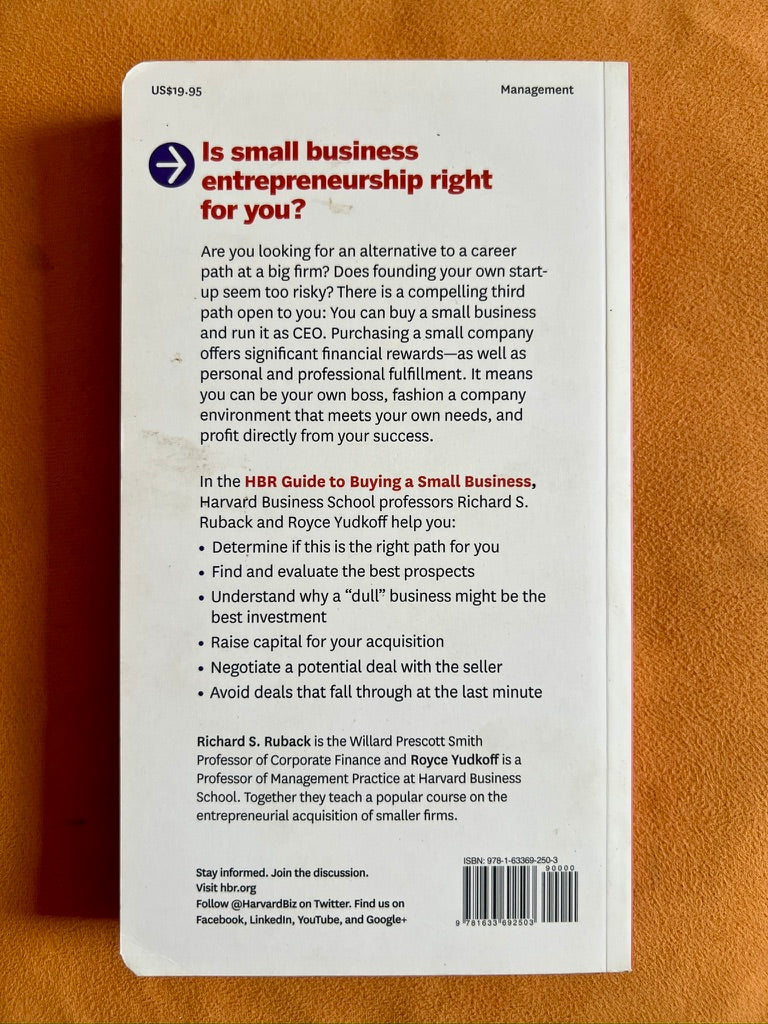 US$19.95
Management
Is small business
entrepreneurship right
for you?
Are you looking for an alternative to a career
path at a big firm? Does founding your own start-
up seem too risky? There is a compelling third
path open to you: You can buy a small business
and run it as CEO. Purchasing a small company
offers significant financial rewards—as well as
personal and professional fulfillment. It means
you can be your own boss, fashion a company
environment that meets your own needs, and
profit directly from your success.
In the HBR Guide to Buying a Small Business,
Harvard Business School professors Richard S.
Ruback and Royce Yudkoff help you:
• Determine if this is the right path for you
• Find and evaluate the best prospects
• Understand why a “dull” business might be the
best investment
• Raise capital for your acquisition
• Negotiate a potential deal with the seller
• Avoid deals that fall through at the last minute
Richard S. Ruback is the Willard Prescott Smith
Professor of Corporate Finance and Royce Yudkoff is a
Professor of Management Practice at Harvard Business
School. Together they teach a popular course on the
entrepreneurial acquisition of smaller firms.
Stay informed. Join the discussion.
Visit hbr.org
Follow @HarvardBiz on Twitter. Find us on
Facebook, LinkedIn, YouTube, and Google+
ISBN: 978-1-63369-250-3
90000
9 781633 692503